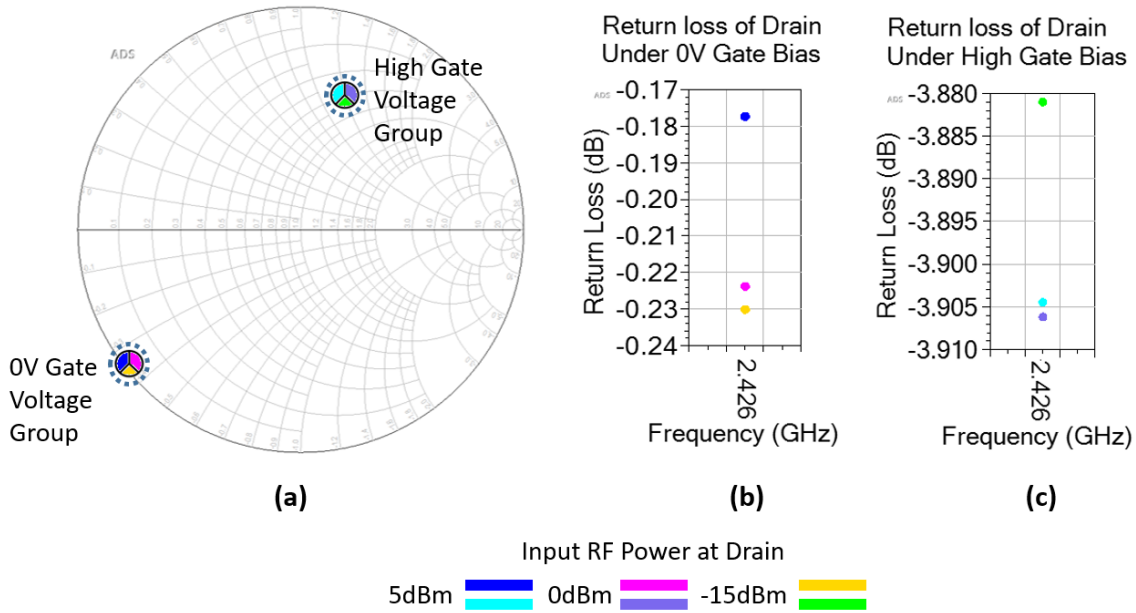 ADS
High Gate
Voltage
Group
0V Gate
Voltage
Group
(a)
Return loss of Drain
Under 0V Gate Bias
ADS
-0.17
-0.18
-0.19
-0.20
-0.21
-0.22
-0.23
-0.24
Return Loss (dB)
2.426
Frequency (GHz)
(b)
Return loss of Drain
Under High Gate Bias
ADS
-3.880
-3.885
-3.890
-3.895
-3.900
-3.905
-3.910
Return Loss (dB)
2.426
Frequency (GHz)
(c)
Input RF Power at Drain
5dBm 0dBm -15dBm